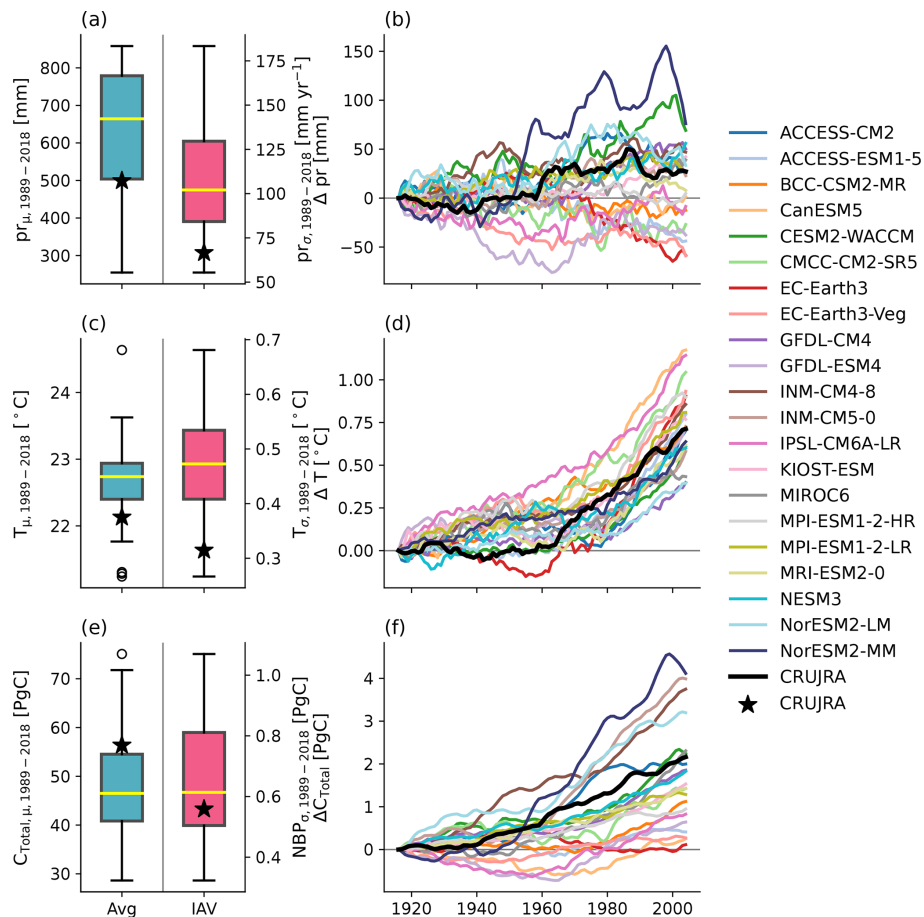 (a)
(b)
pr_μ,1989−2018 [mm]
800
700
600
500
400
300
175
150
125
100
75
50
pr_σ,1989−2018 [mm yr⁻¹]
Δ pr [mm]
150
100
50
0
−50
(c)
(d)
T_μ,1989−2018 [°C]
24
23
22
0.7
0.6
0.5
0.4
0.3
T_σ,1989−2018 [°C]
Δ T [°C]
1.00
0.75
0.50
0.25
0.00
1920
1940
1960
1980
2000
(e)
(f)
C_Total,μ,1989−2018 [PgC]
70
60
50
40
30
Avg
IAV
1.0
0.8
0.6
0.4
NBP_σ,1989−2018 [PgC]
ΔC_Total [PgC]
4
3
2
1
0
1920
1940
1960
1980
2000
ACCESS-CM2
ACCESS-ESM1-5
BCC-CSM2-MR
CanESM5
CESM2-WACCM
CMCC-CM2-SR5
EC-Earth3
EC-Earth3-Veg
GFDL-CM4
GFDL-ESM4
INM-CM4-8
INM-CM5-0
IPSL-CM6A-LR
KIOST-ESM
MIROC6
MPI-ESM1-2-HR
MPI-ESM1-2-LR
MRI-ESM2-0
NESM3
NorESM2-LM
NorESM2-MM
CRUJRA
CRUJRA